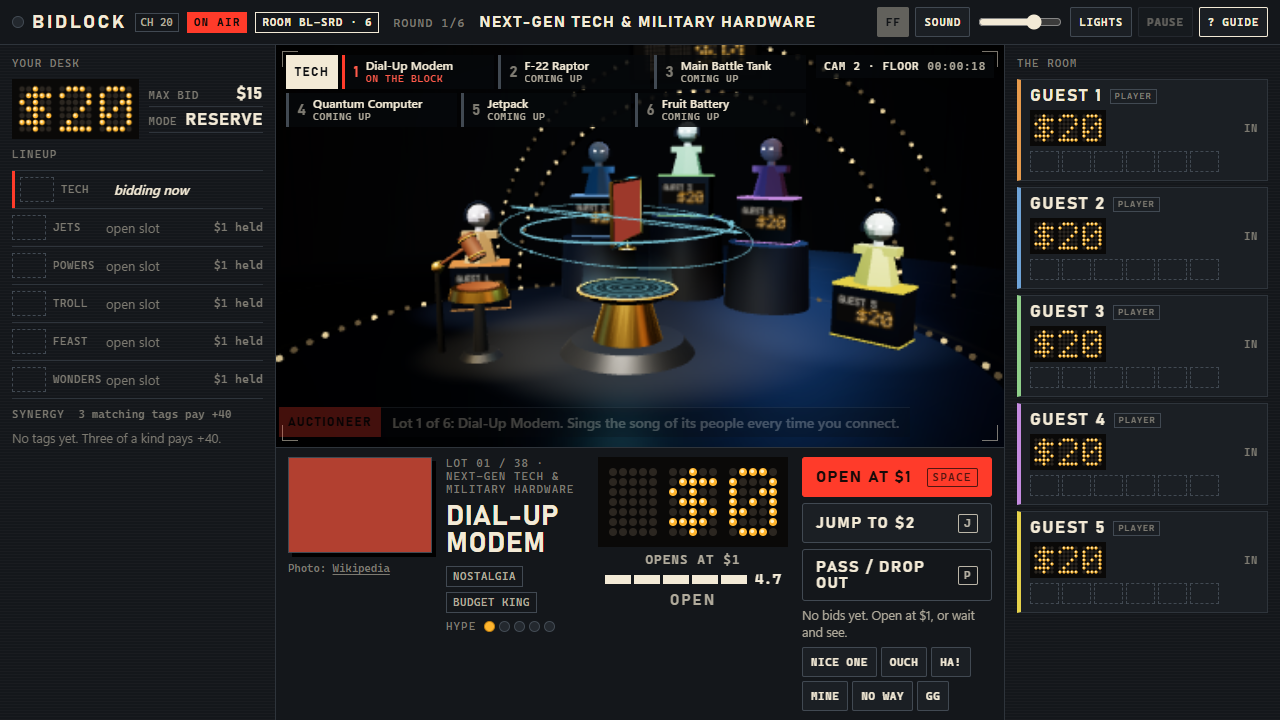 BIDLOCK CH 20 ON AIR ROOM BL-SRD · 6 ROUND 1/6 NEXT-GEN TECH & MILITARY HARDWARE FF SOUND LIGHTS PAUSE ? GUIDE
YOUR DESK
$20
MAX BID $15
MODE RESERVE
LINEUP
TECH bidding now
JETS open slot $1 held
POWERS open slot $1 held
TROLL open slot $1 held
FEAST open slot $1 held
WONDERS open slot $1 held
SYNERGY 3 matching tags pay +40
No tags yet. Three of a kind pays +40.
TECH
1 Dial-Up Modem
ON THE BLOCK
2 F-22 Raptor
COMING UP
3 Main Battle Tank
COMING UP
4 Quantum Computer
COMING UP
5 Jetpack
COMING UP
6 Fruit Battery
COMING UP
CAM 2 · FLOOR 00:00:18
$20
$20
GUEST 5
$20
AUCTIONEER Lot 1 of 6: Dial-Up Modem. Sings the song of its people every time you connect.
Photo: Wikipedia
LOT 01 / 38 ·
NEXT-GEN TECH &
MILITARY HARDWARE
DIAL-UP
MODEM
NOSTALGIA
BUDGET KING
HYPE
$0
OPENS AT $1
4.7
OPEN
OPEN AT $1 SPACE
JUMP TO $2 J
PASS / DROP
OUT P
No bids yet. Open at $1, or wait
and see.
NICE ONE OUCH HA!
MINE NO WAY GG
THE ROOM
GUEST 1 PLAYER
$20 IN
GUEST 2 PLAYER
$20 IN
GUEST 3 PLAYER
$20 IN
GUEST 4 PLAYER
$20 IN
GUEST 5 PLAYER
$20 IN